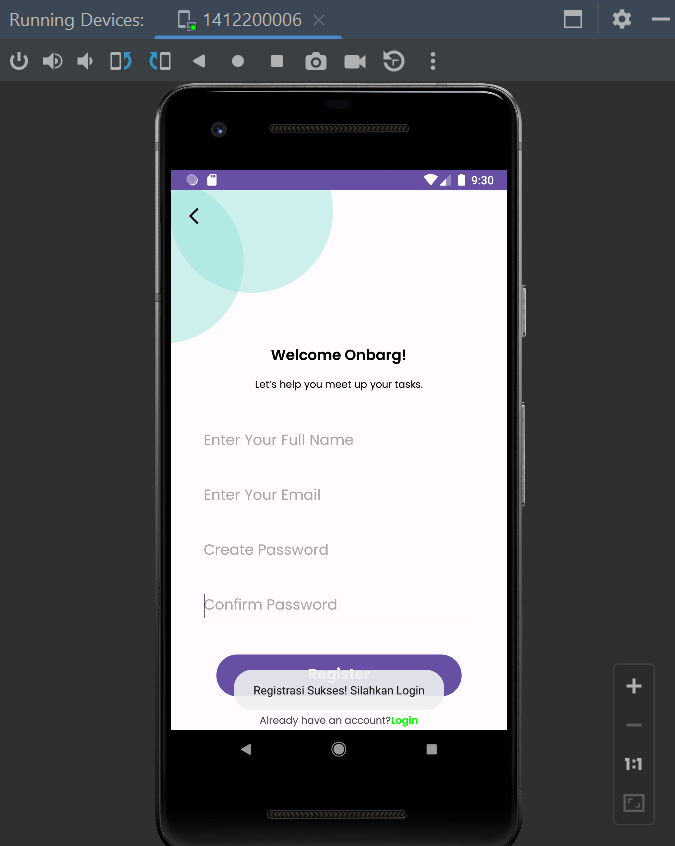 Running Devices: 1412200006
9:30
Welcome Onbarg!
Let's help you meet up your tasks.
Enter Your Full Name
Enter Your Email
Create Password
Confirm Password
Register
Registrasi Sukses! Silahkan Login
Already have an account?Login
1:1